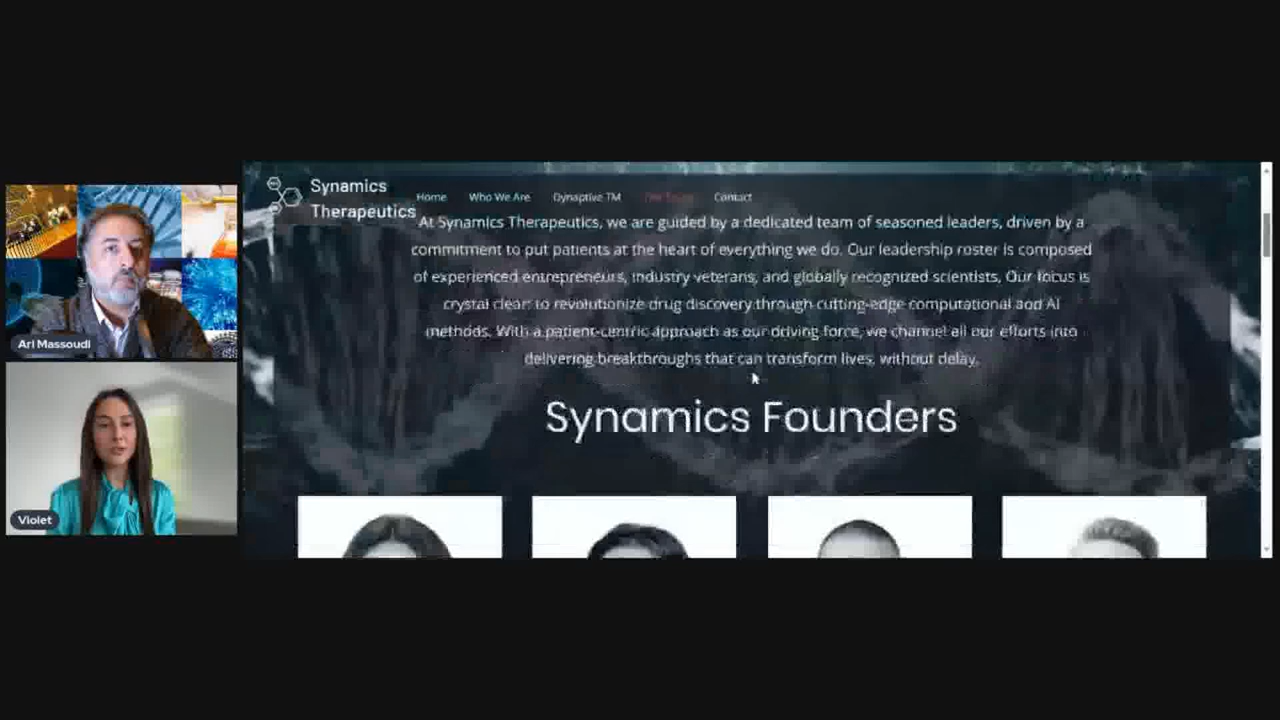 Synamics
Therapeutics
Home Who We Are Dynaptive TM Our Team Contact
At Synamics Therapeutics, we are guided by a dedicated team of seasoned leaders, driven by a
commitment to put patients at the heart of everything we do. Our leadership roster is composed
of experienced entrepreneurs, industry veterans, and globally recognized scientists. Our focus is
crystal clear: to revolutionize drug discovery through cutting-edge computational and AI
methods. With a patient-centric approach as our driving force, we channel all our efforts into
delivering breakthroughs that can transform lives, without delay.
Synamics Founders
Ari Massoudi
Violet